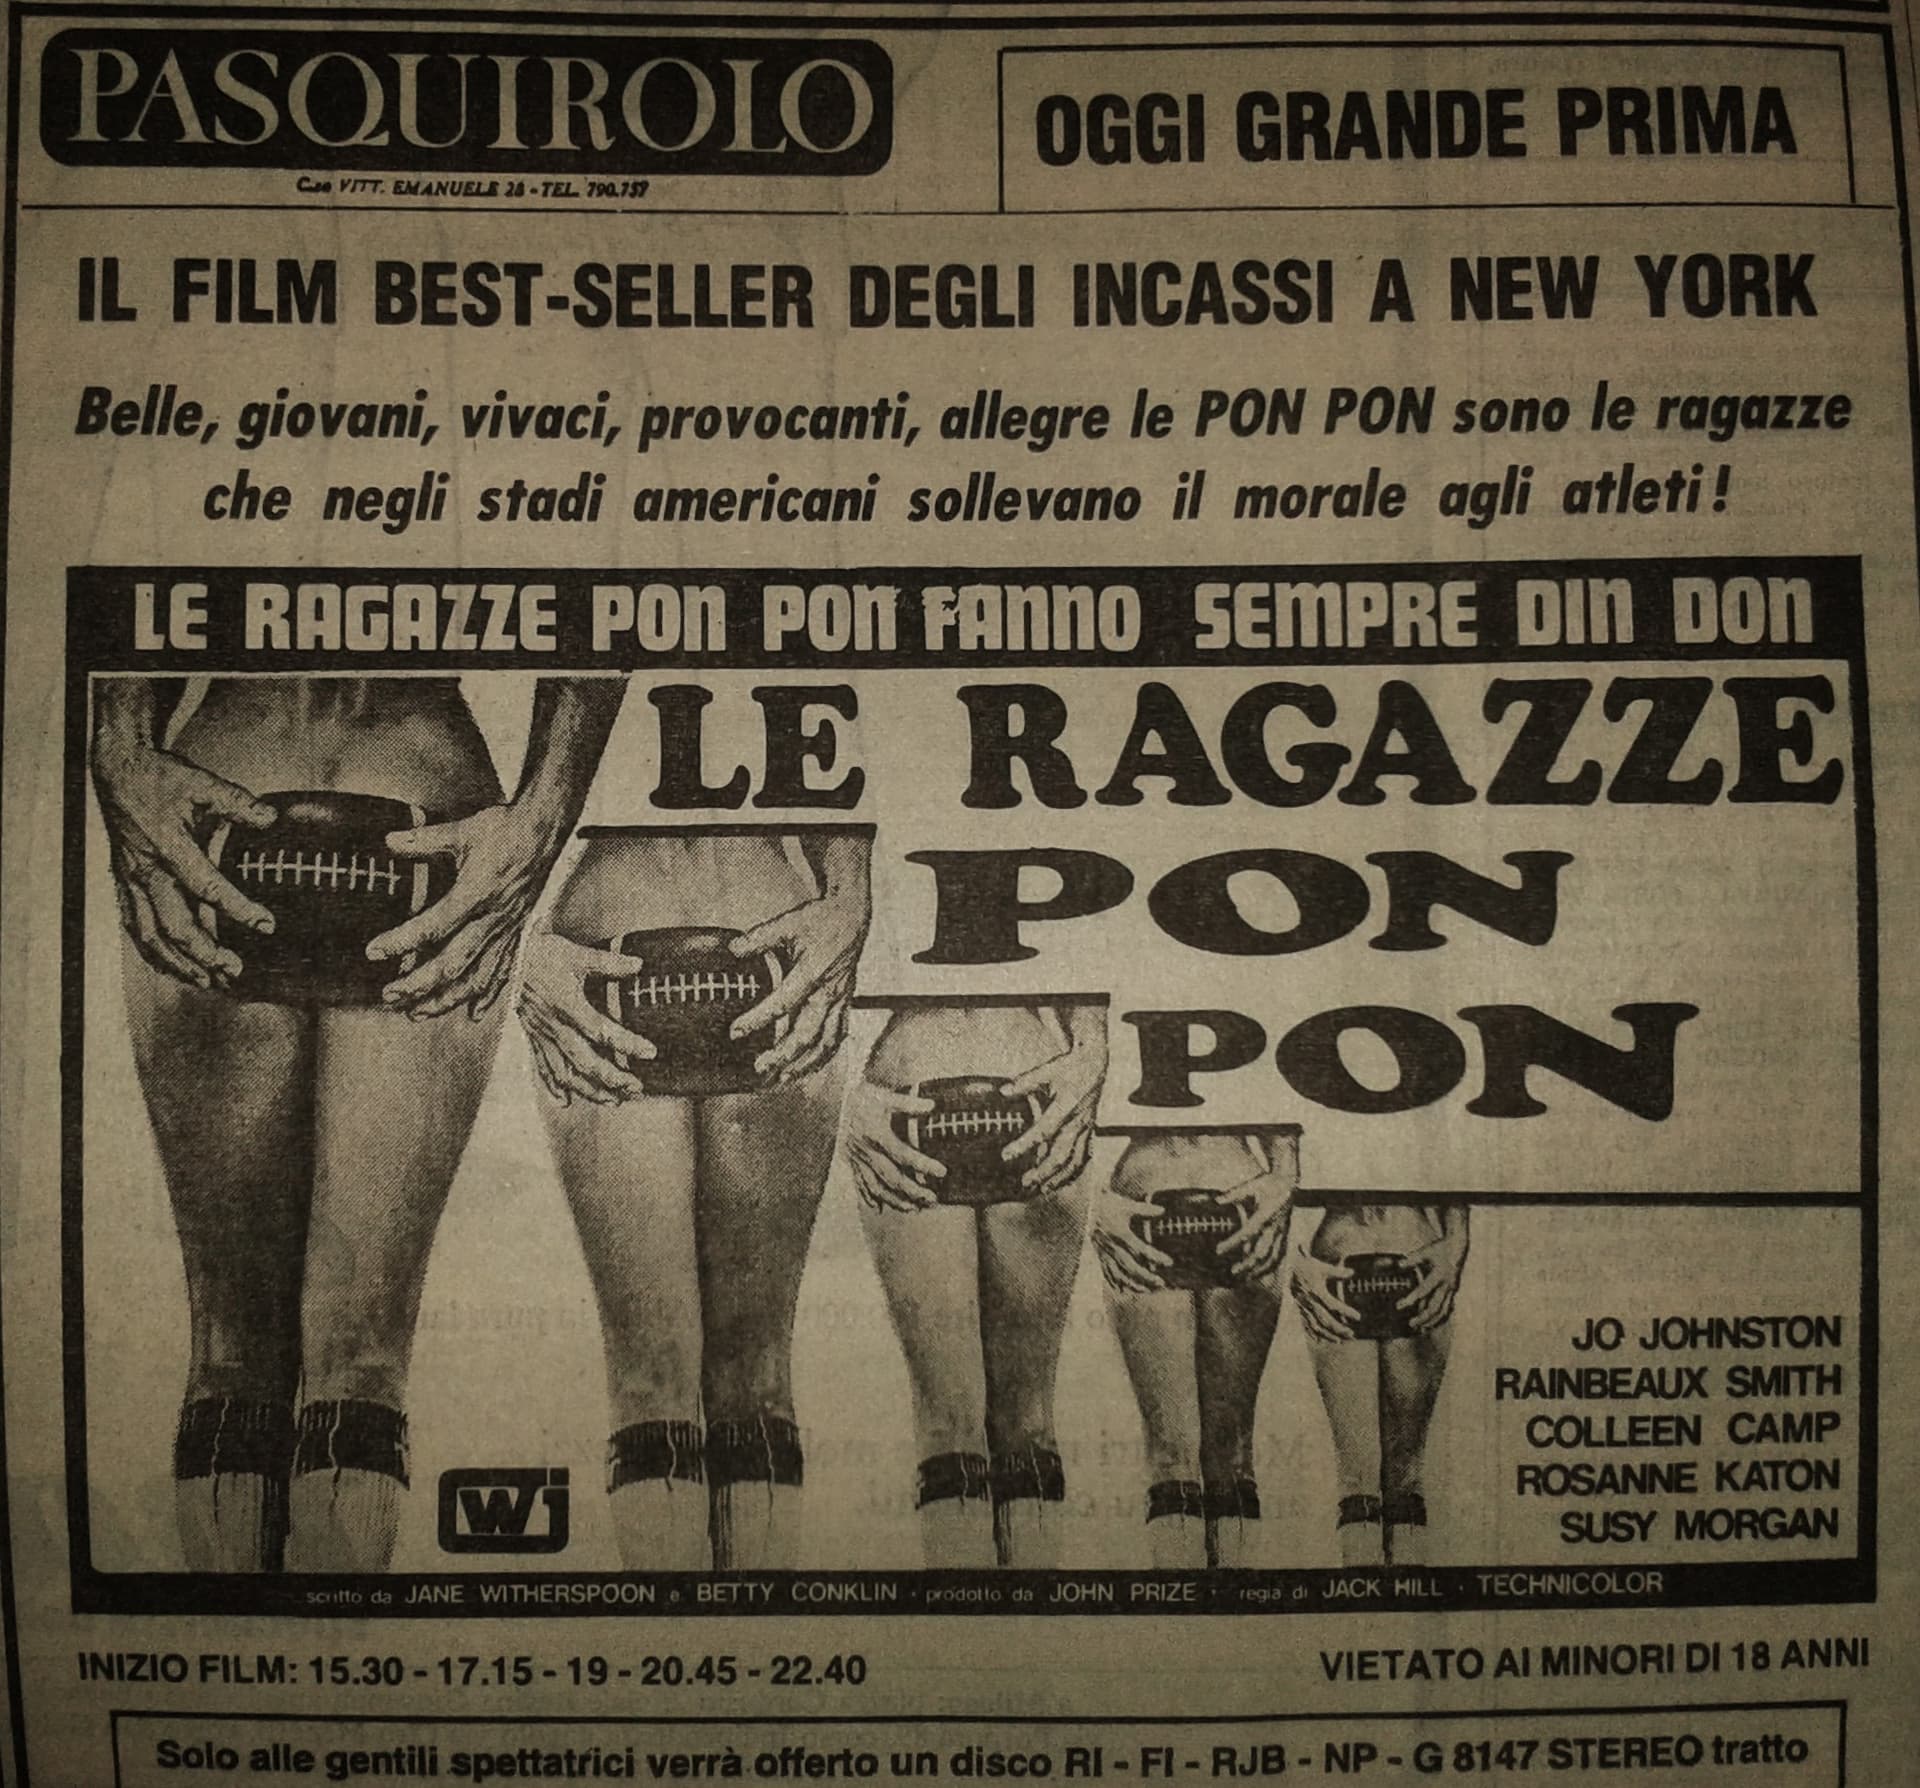 PASQUIROLO
C.so VITT. EMANUELE 28 - TEL. 790.757
OGGI GRANDE PRIMA
IL FILM BEST-SELLER DEGLI INCASSI A NEW YORK
Belle, giovani, vivaci, provocanti, allegre le PON PON sono le ragazze
che negli stadi americani sollevano il morale agli atleti!
LE RAGAZZE PON PON FANNO SEMPRE DIN DON
LE RAGAZZE
PON
PON
JO JOHNSTON
RAINBEAUX SMITH
COLLEEN CAMP
ROSANNE KATON
SUSY MORGAN
Wi
scritto da JANE WITHERSPOON e BETTY CONKLIN · prodotto da JOHN PRIZE · regia di JACK HILL · TECHNICOLOR
INIZIO FILM: 15.30 - 17.15 - 19 - 20.45 - 22.40
VIETATO AI MINORI DI 18 ANNI
Solo alle gentili spettatrici verrà offerto un disco RI - FI - RJB - NP - G 8147 STEREO tratto